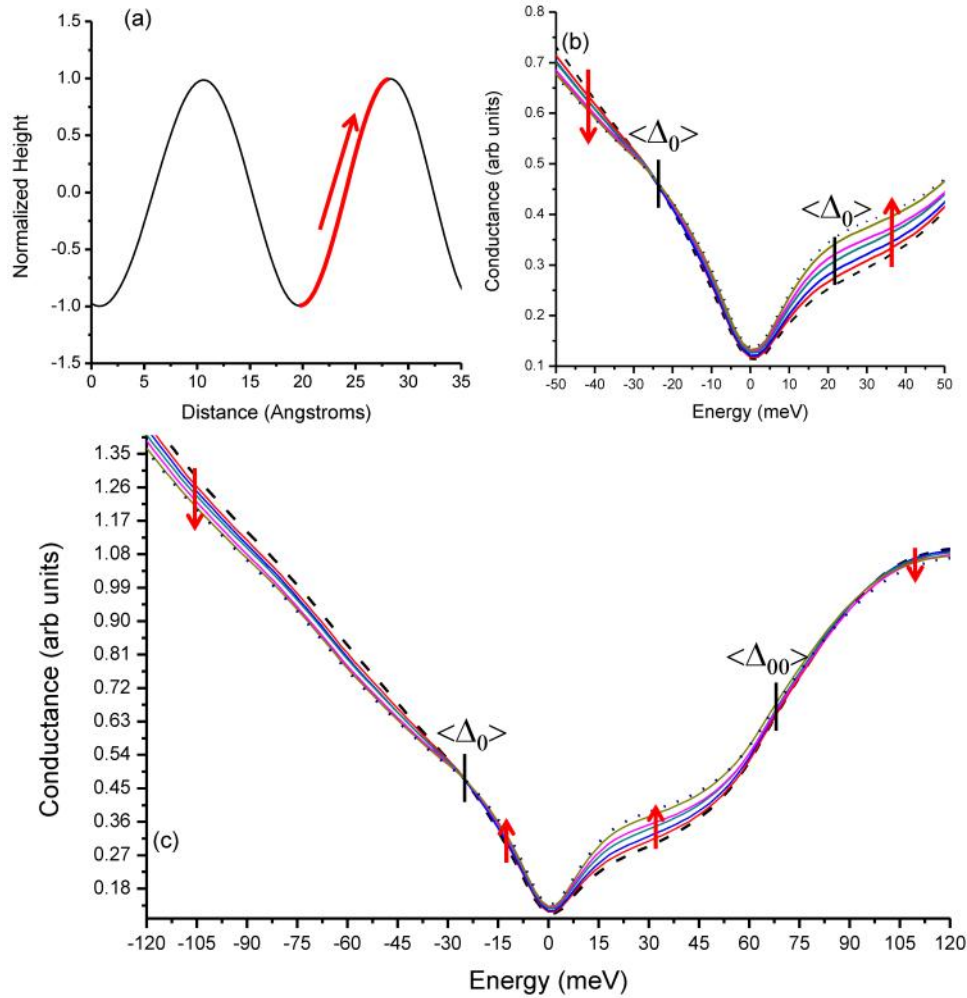 (a)
1.5
1.0
0.5
0.0
-0.5
-1.0
-1.5
0 5 10 15 20 25 30 35
Normalized Height
Distance (Angstroms)
(b)
0.8
0.7
0.6
0.5
0.4
0.3
0.2
0.1
-50 -40 -30 -20 -10 0 10 20 30 40 50
Conductance (arb units)
Energy (meV)
<Δ0>
<Δ0>
1.35
1.26
1.17
1.08
0.99
0.90
0.81
0.72
0.63
0.54
0.45
0.36
0.27
0.18
Conductance (arb units)
<Δ00>
<Δ0>
(c)
-120 -105 -90 -75 -60 -45 -30 -15 0 15 30 45 60 75 90 105 120
Energy (meV)